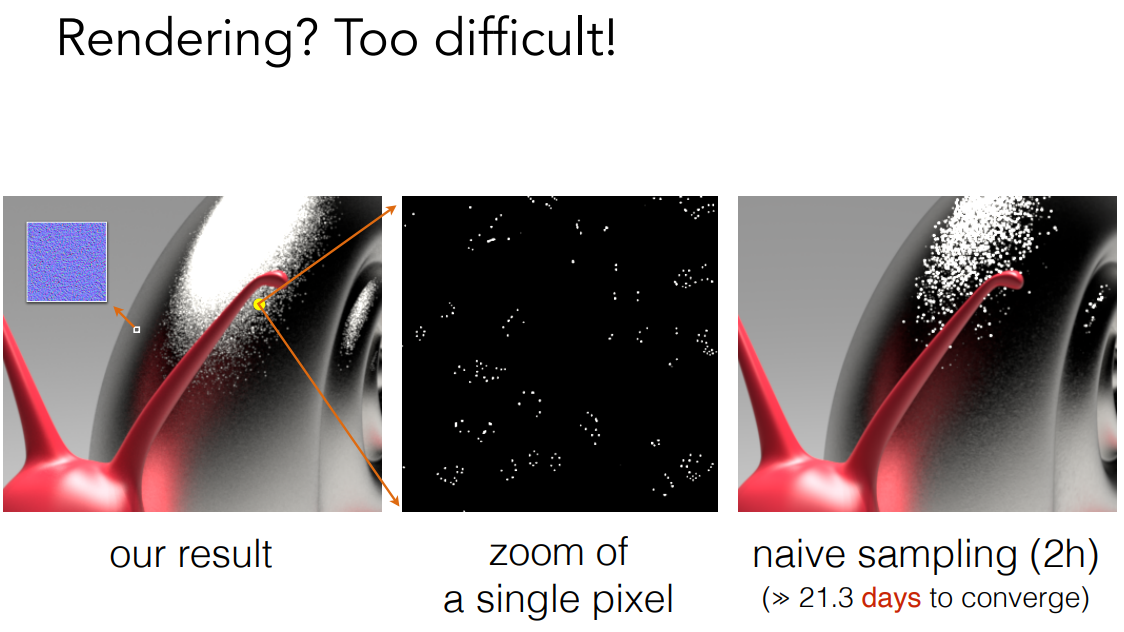 Rendering? Too difficult!
our result
zoom of
a single pixel
naive sampling (2h)
(≫ 21.3 days to converge)